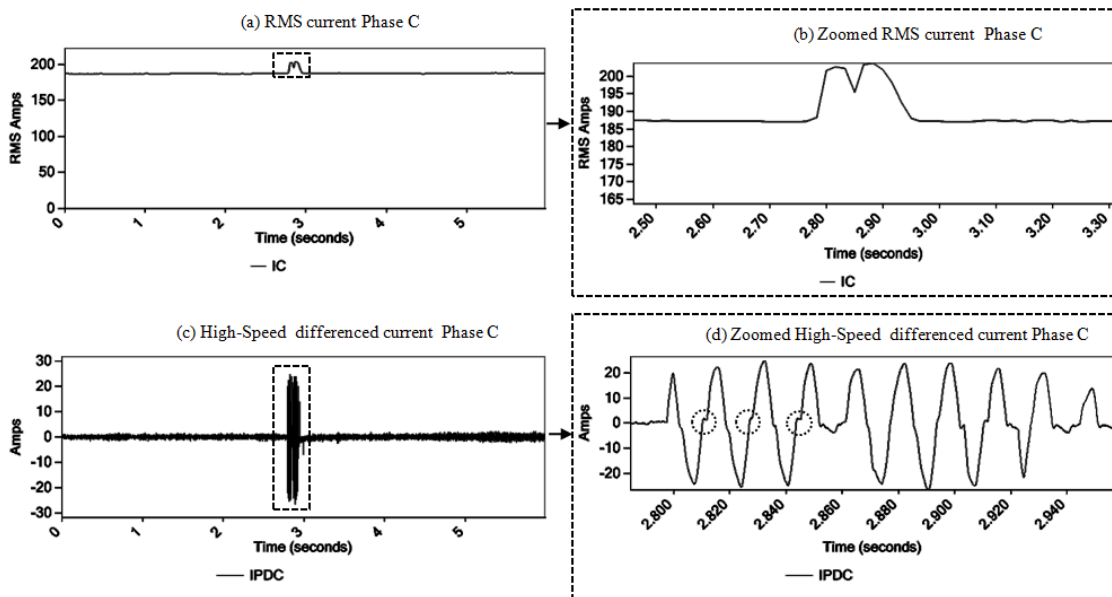 (a) RMS current Phase C
RMS Amps
200
150
100
50
0
0 1 2 3 4 5
Time (seconds)
IC
(b) Zoomed RMS current Phase C
RMS Amps
200
195
190
185
180
175
170
165
2.50 2.60 2.70 2.80 2.90 3.00 3.10 3.20 3.30
Time (seconds)
IC
(c) High-Speed differenced current Phase C
Amps
30
20
10
0
-10
-20
-30
0 1 2 3 4 5
Time (seconds)
IPDC
(d) Zoomed High-Speed differenced current Phase C
Amps
20
10
0
-10
-20
2.800 2.820 2.840 2.860 2.880 2.900 2.920 2.940
Time (seconds)
IPDC